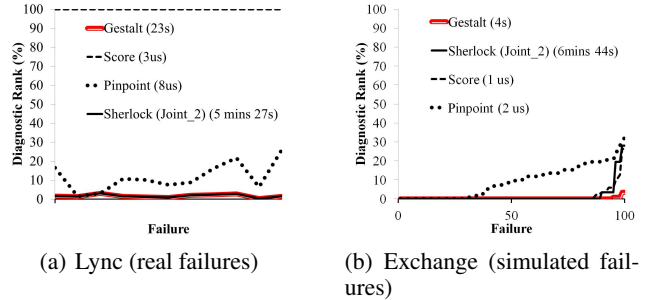 100
90
80
70
60
50
40
30
20
10
0
Diagnostic Rank (%)
Gestalt (23s)
Score (3us)
Pinpoint (8us)
Sherlock (Joint_2) (5 mins 27s)
Failure
(a) Lync (real failures)
100
90
80
70
60
50
40
30
20
10
0
Diagnostic Rank (%)
Gestalt (4s)
Sherlock (Joint_2) (6mins 44s)
Score (1 us)
Pinpoint (2 us)
0 50 100
Failure
(b) Exchange (simulated fail-
ures)